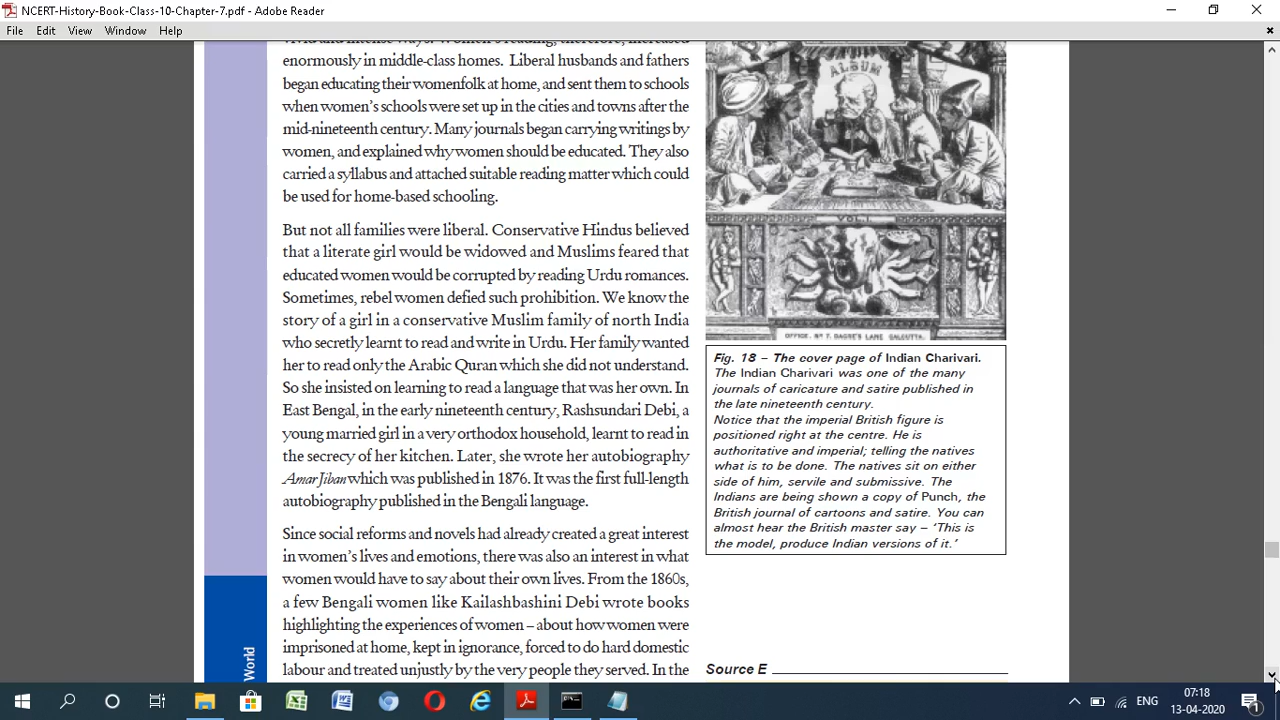 NCERT-History-Book-Class-10-Chapter-7.pdf - Adobe Reader
File Edit View Window Help
vivid and intense ways. Women's reading, therefore, increased
enormously in middle-class homes. Liberal husbands and fathers
began educating their womenfolk at home, and sent them to schools
when women's schools were set up in the cities and towns after the
mid-nineteenth century. Many journals began carrying writings by
women, and explained why women should be educated. They also
carried a syllabus and attached suitable reading matter which could
be used for home-based schooling.
But not all families were liberal. Conservative Hindus believed
that a literate girl would be widowed and Muslims feared that
educated women would be corrupted by reading Urdu romances.
Sometimes, rebel women defied such prohibition. We know the
story of a girl in a conservative Muslim family of north India
who secretly learnt to read and write in Urdu. Her family wanted
her to read only the Arabic Quran which she did not understand.
So she insisted on learning to read a language that was her own. In
East Bengal, in the early nineteenth century, Rashsundari Debi, a
young married girl in a very orthodox household, learnt to read in
the secrecy of her kitchen. Later, she wrote her autobiography
Amar Jiban which was published in 1876. It was the first full-length
autobiography published in the Bengali language.
Since social reforms and novels had already created a great interest
in women's lives and emotions, there was also an interest in what
women would have to say about their own lives. From the 1860s,
a few Bengali women like Kailashbashini Debi wrote books
highlighting the experiences of women – about how women were
imprisoned at home, kept in ignorance, forced to do hard domestic
labour and treated unjustly by the very people they served. In the
World
ALBUM
VOL. I.
OFFICE. No 7. DACRE'S LANE CALCUTTA.
Fig. 18 – The cover page of Indian Charivari.
The Indian Charivari was one of the many
journals of caricature and satire published in
the late nineteenth century.
Notice that the imperial British figure is
positioned right at the centre. He is
authoritative and imperial; telling the natives
what is to be done. The natives sit on either
side of him, servile and submissive. The
Indians are being shown a copy of Punch, the
British journal of cartoons and satire. You can
almost hear the British master say – 'This is
the model, produce Indian versions of it.'
Source E
ENG
07:18
13-04-2020
1